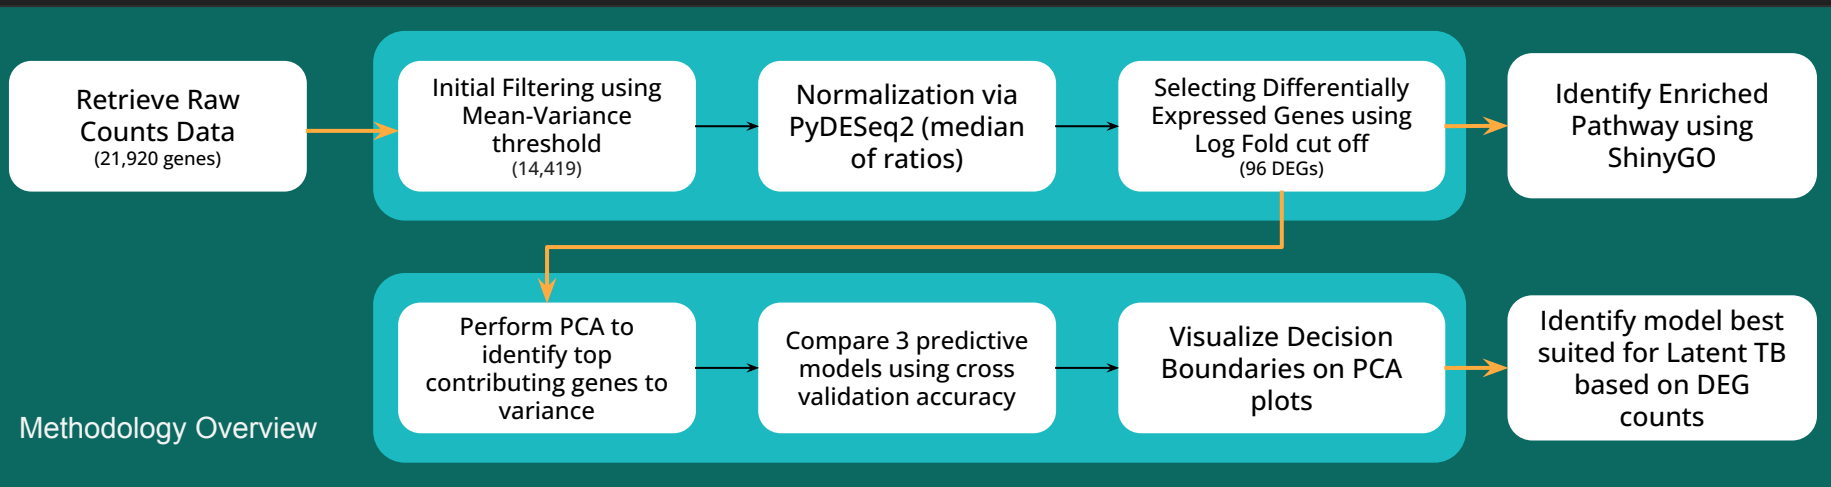 Retrieve Raw
Counts Data
(21,920 genes)
Initial Filtering using
Mean-Variance
threshold
(14,419)
Normalization via
PyDESeq2 (median
of ratios)
Selecting Differentially
Expressed Genes using
Log Fold cut off
(96 DEGs)
Identify Enriched
Pathway using
ShinyGO
Perform PCA to
identify top
contributing genes to
variance
Compare 3 predictive
models using cross
validation accuracy
Visualize Decision
Boundaries on PCA
plots
Identify model best
suited for Latent TB
based on DEG
counts
Methodology Overview